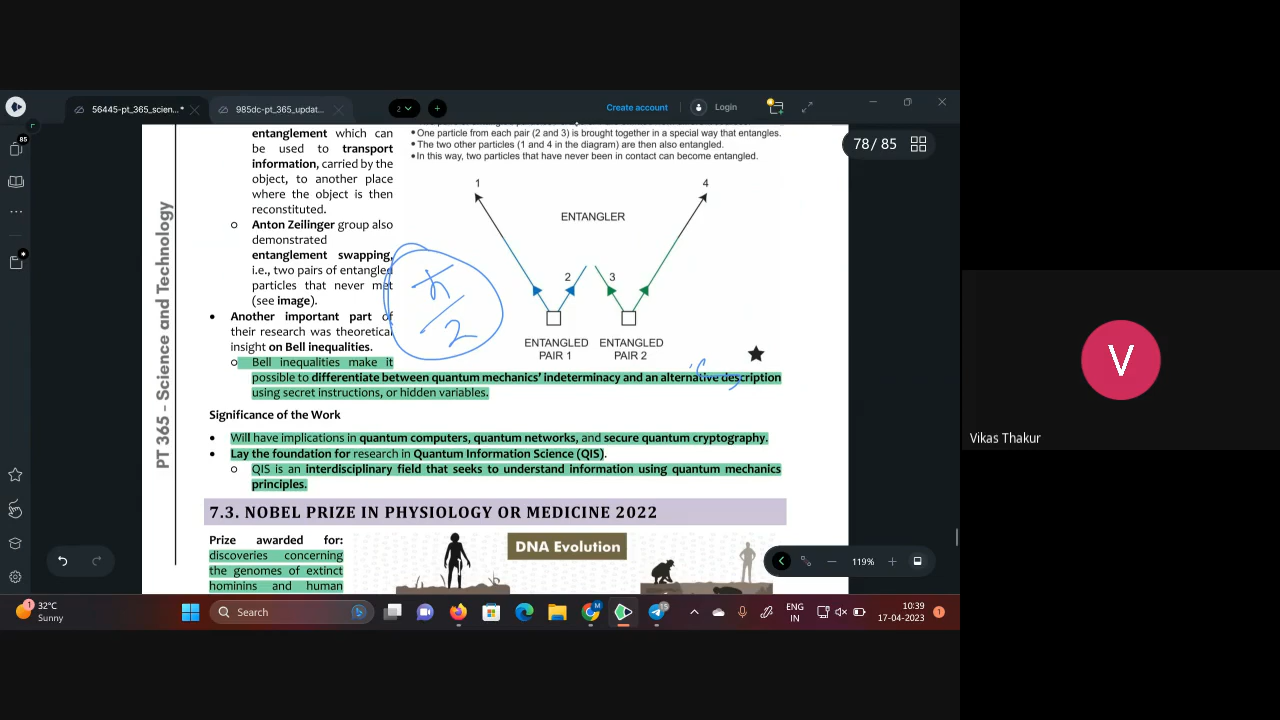 56445-pt_365_scien...*
985dc-pt_365_updat...
2
Create account
Login
85
78/ 85
entanglement which can
be used to transport
information, carried by the
object, to another place
where the object is then
reconstituted.
o Anton Zeilinger group also
demonstrated
entanglement swapping,
i.e., two pairs of entangled
particles that never met
(see image).
• Another important part of
their research was theoretical
insight on Bell inequalities.
• One particle from each pair (2 and 3) is brought together in a special way that entangles.
• The two other particles (1 and 4 in the diagram) are then also entangled.
• In this way, two particles that have never been in contact can become entangled.
1
4
ENTANGLER
2
3
ENTANGLED
PAIR 1
ENTANGLED
PAIR 2
ℏ/2
o Bell inequalities make it
possible to differentiate between quantum mechanics' indeterminacy and an alternative description
using secret instructions, or hidden variables.
Significance of the Work
• Will have implications in quantum computers, quantum networks, and secure quantum cryptography.
• Lay the foundation for research in Quantum Information Science (QIS).
o QIS is an interdisciplinary field that seeks to understand information using quantum mechanics
principles.
7.3. NOBEL PRIZE IN PHYSIOLOGY OR MEDICINE 2022
Prize awarded for:
discoveries concerning
the genomes of extinct
hominins and human
DNA Evolution
PT 365 - Science and Technology
119%
V
Vikas Thakur
1
32°C
Sunny
Search
15
ENG
IN
10:39
17-04-2023
1